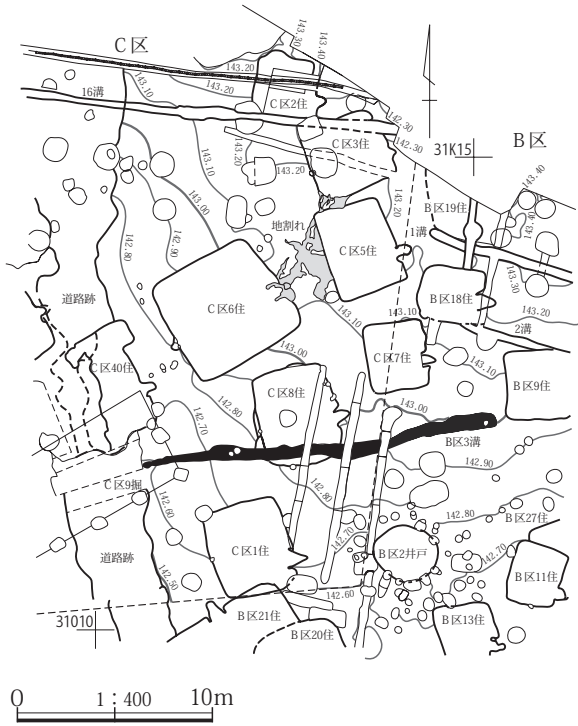 C区
143.30
143.40
143.20
143.10
16溝
C区2住
142.30
142.30
C区3住
B区
31K15
143.40
143.20
143.20
143.10
143.00
B区19住
143.40
143.20
地割れ
142.80
142.90
C区5住
1溝
143.30
道路跡
B区18住
143.20
C区6住
143.10
143.10
2溝
C区7住
143.00
143.10
C区40住
B区9住
C区8住
142.80
143.00
142.70
B区3溝
142.90
C区9掘
142.80
142.60
142.80
B区27住
C区1住
142.70
B区2井戸
142.70
道路跡
142.50
142.60
B区11住
B区21住
B区13住
31010
B区20住
0
1：400
10m